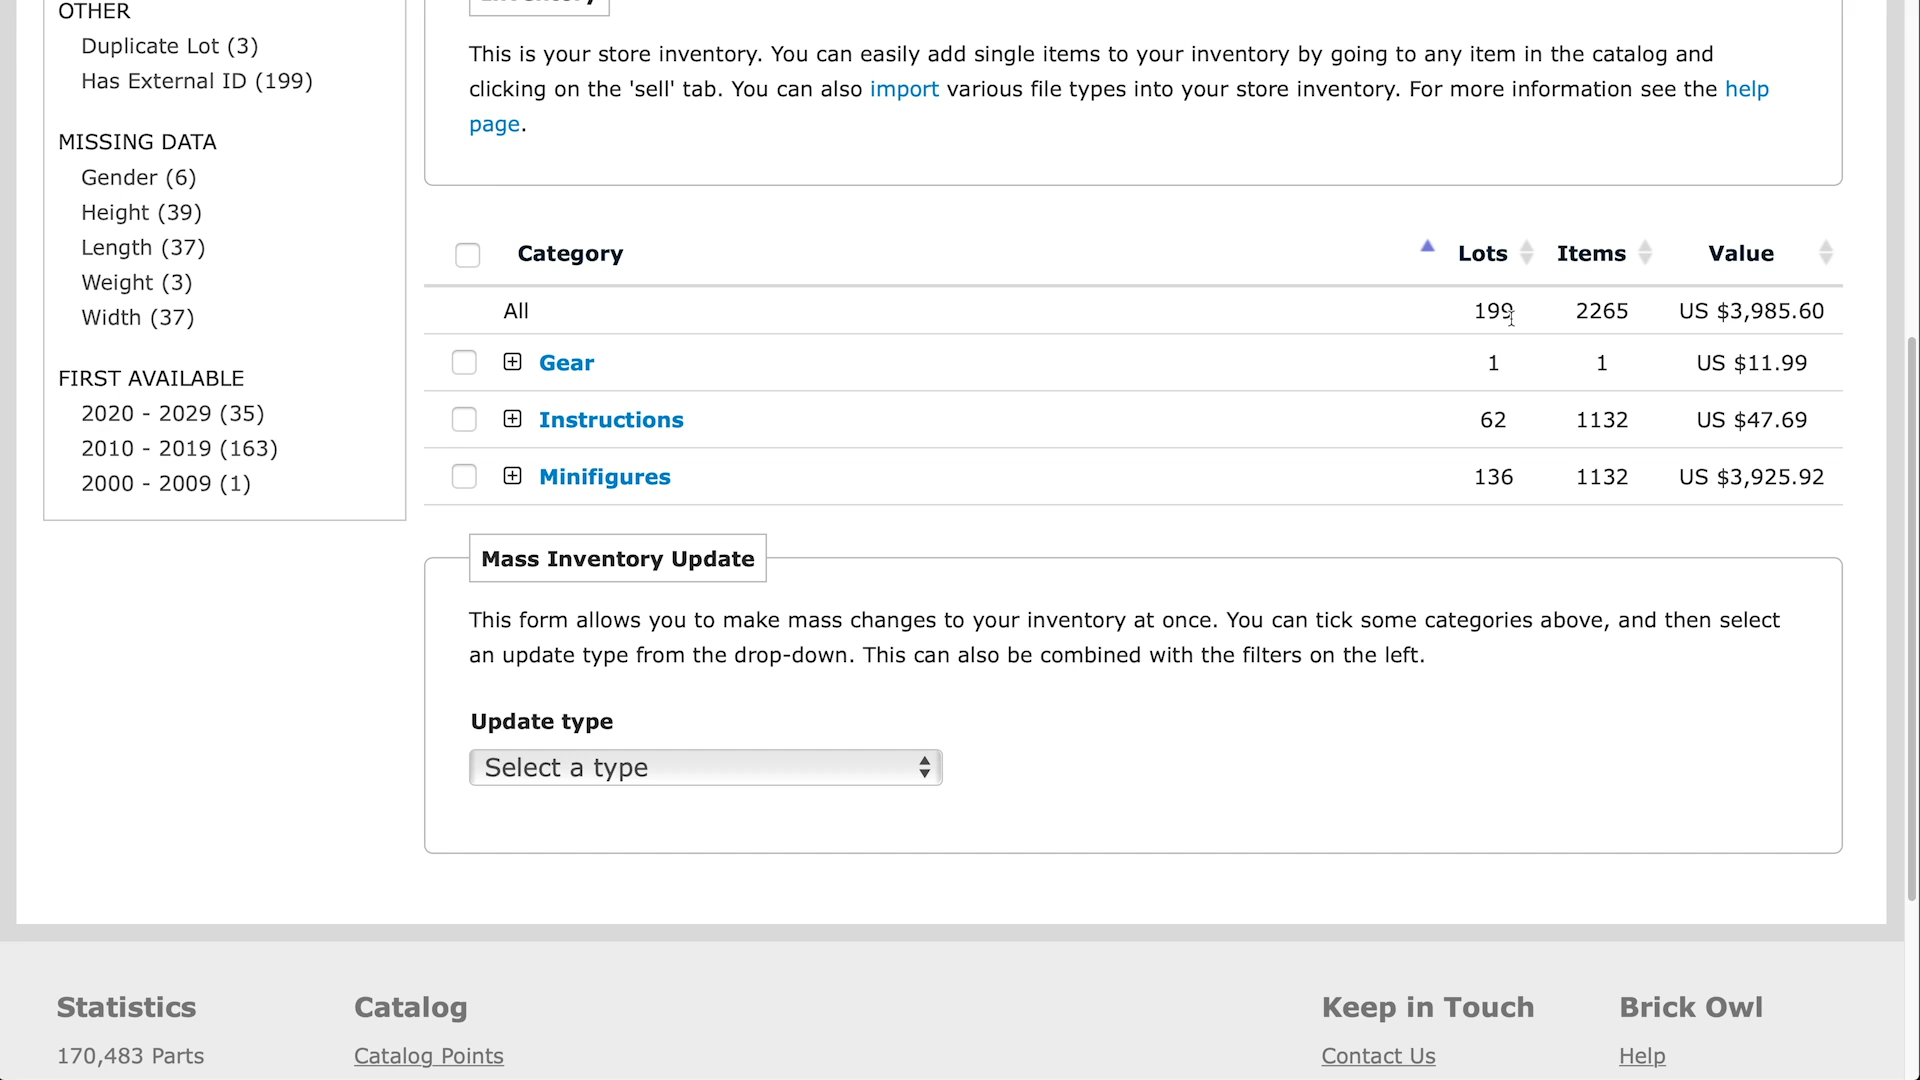 OTHER
Duplicate Lot (3)
Has External ID (199)
MISSING DATA
Gender (6)
Height (39)
Length (37)
Weight (3)
Width (37)
FIRST AVAILABLE
2020 - 2029 (35)
2010 - 2019 (163)
2000 - 2009 (1)
This is your store inventory. You can easily add single items to your inventory by going to any item in the catalog and
clicking on the 'sell' tab. You can also import various file types into your store inventory. For more information see the help
page.
Category Lots Items Value
All 199 2265 US $3,985.60
Gear 1 1 US $11.99
Instructions 62 1132 US $47.69
Minifigures 136 1132 US $3,925.92
Mass Inventory Update
This form allows you to make mass changes to your inventory at once. You can tick some categories above, and then select
an update type from the drop-down. This can also be combined with the filters on the left.
Update type
Select a type
Statistics
170,483 Parts
Catalog
Catalog Points
Keep in Touch
Contact Us
Brick Owl
Help